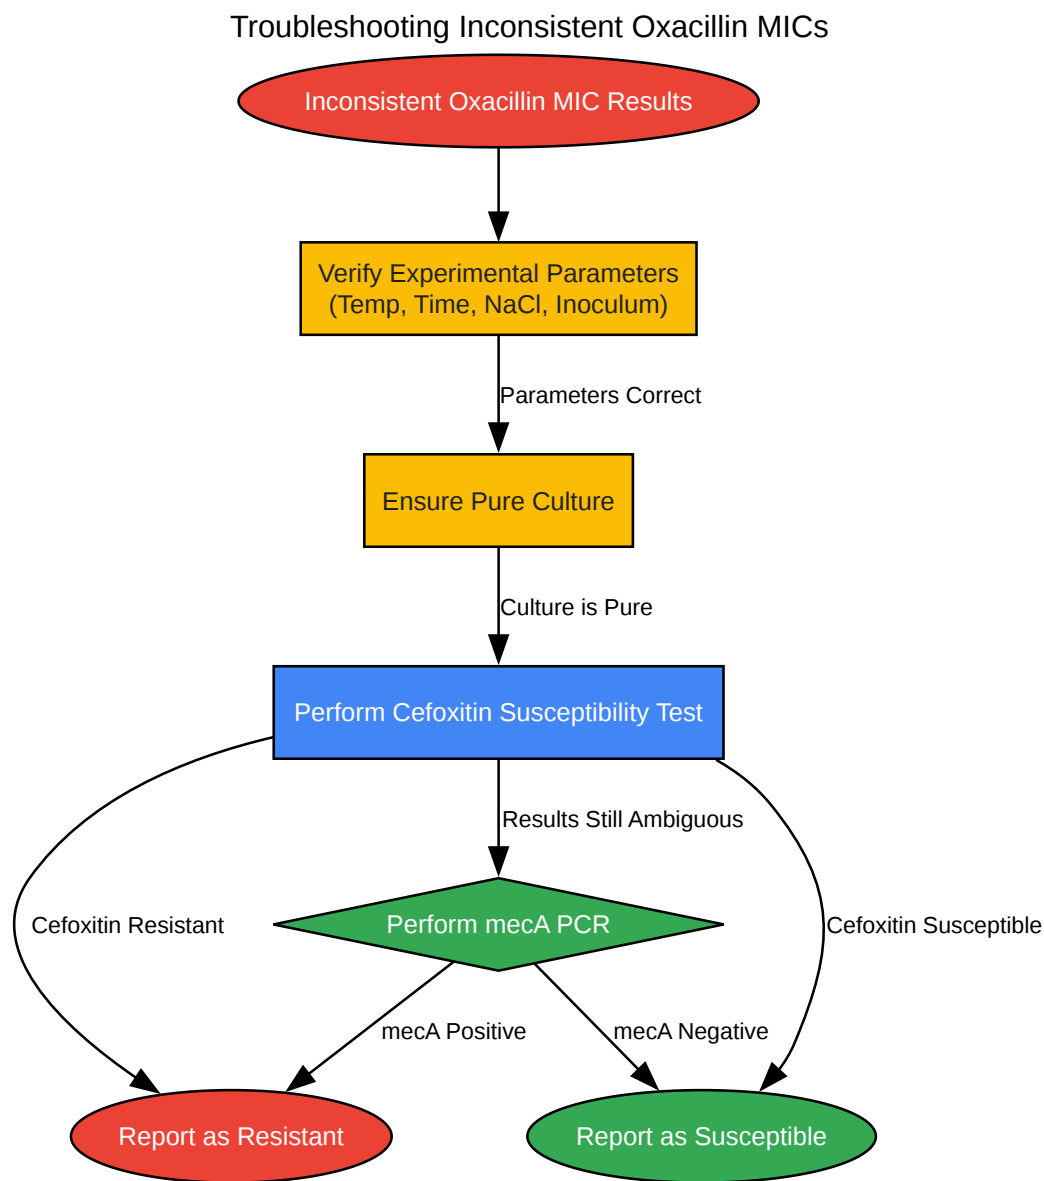 Troubleshooting Inconsistent Oxacillin MICs
Inconsistent Oxacillin MIC Results
Verify Experimental Parameters
(Temp, Time, NaCl, Inoculum)
Parameters Correct
Ensure Pure Culture
Culture is Pure
Perform Cefoxitin Susceptibility Test
Results Still Ambiguous
Cefoxitin Resistant
Perform mecA PCR
Cefoxitin Susceptible
mecA Positive
mecA Negative
Report as Resistant
Report as Susceptible